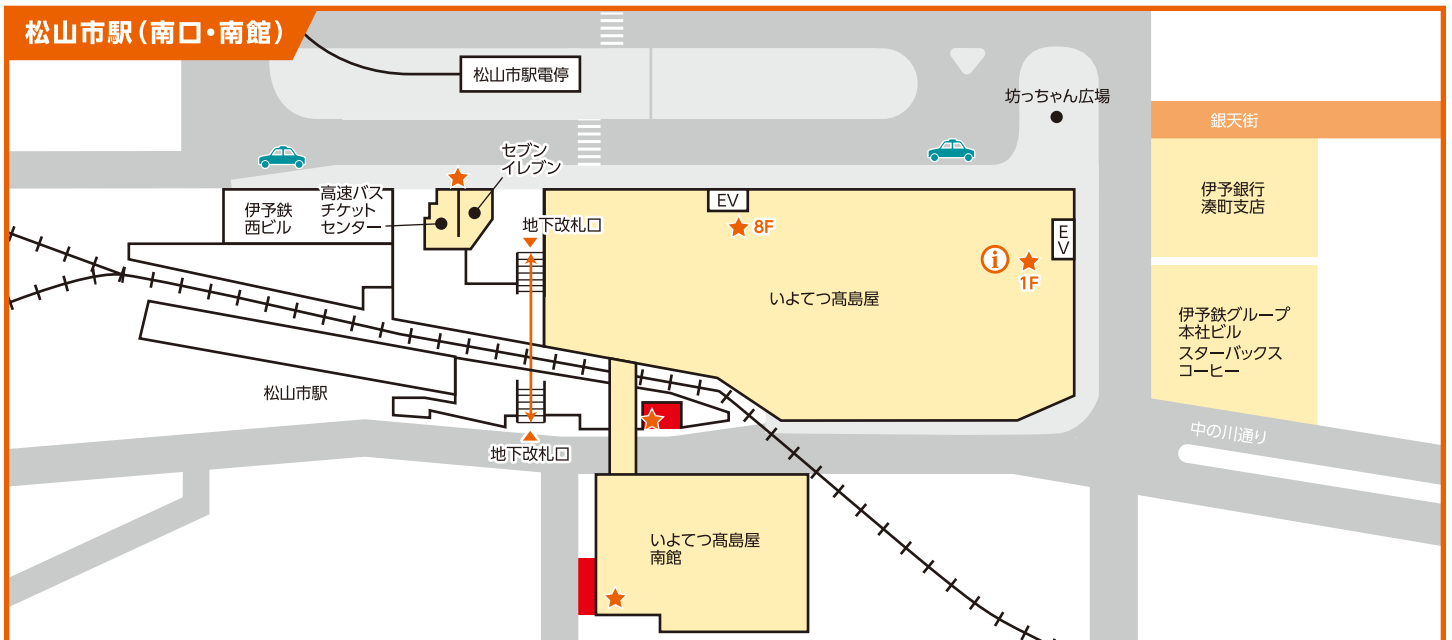 松山市駅（南口・南館）
松山市駅電停
坊っちゃん広場
銀天街
セブン
イレブン
高速バス
チケット
センター
伊予鉄
西ビル
地下改札口
EV
8F
EV
i
1F
伊予銀行
湊町支店
いよてつ髙島屋
伊予鉄グループ
本社ビル
スターバックス
コーヒー
松山市駅
地下改札口
中の川通り
いよてつ髙島屋
南館